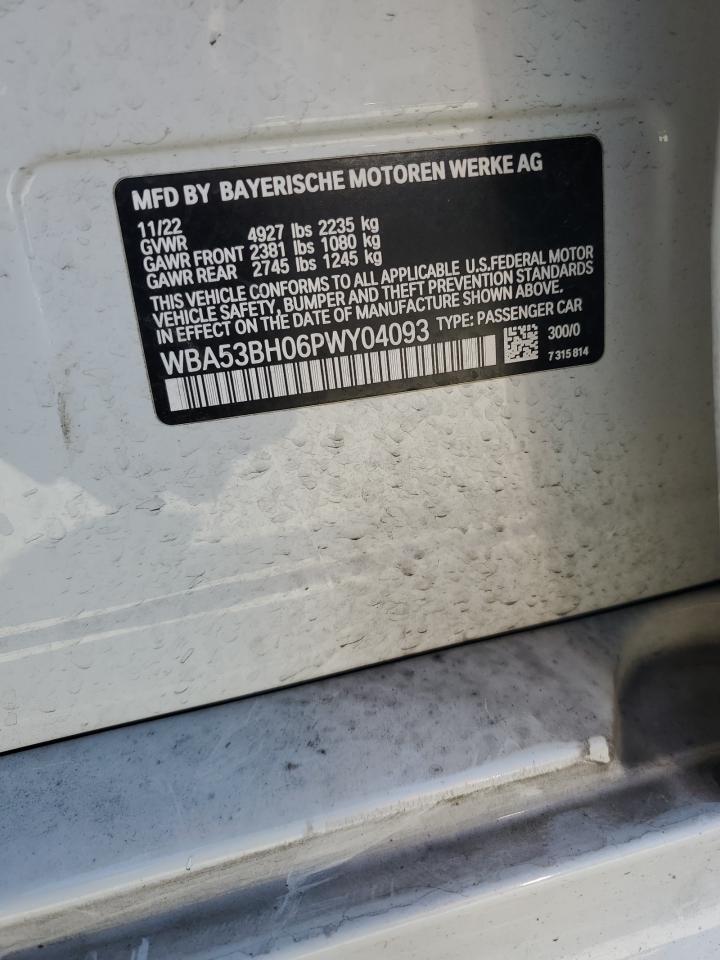 MFD BY BAYERISCHE MOTOREN WERKE AG
11/22
GVWR 4927 lbs 2235 kg
GAWR FRONT 2381 lbs 1080 kg
GAWR REAR 2745 lbs 1245 kg
THIS VEHICLE CONFORMS TO ALL APPLICABLE U.S.FEDERAL MOTOR
VEHICLE SAFETY, BUMPER AND THEFT PREVENTION STANDARDS
IN EFFECT ON THE DATE OF MANUFACTURE SHOWN ABOVE.
WBA53BH06PWY04093 TYPE: PASSENGER CAR
300/0
7 315 814